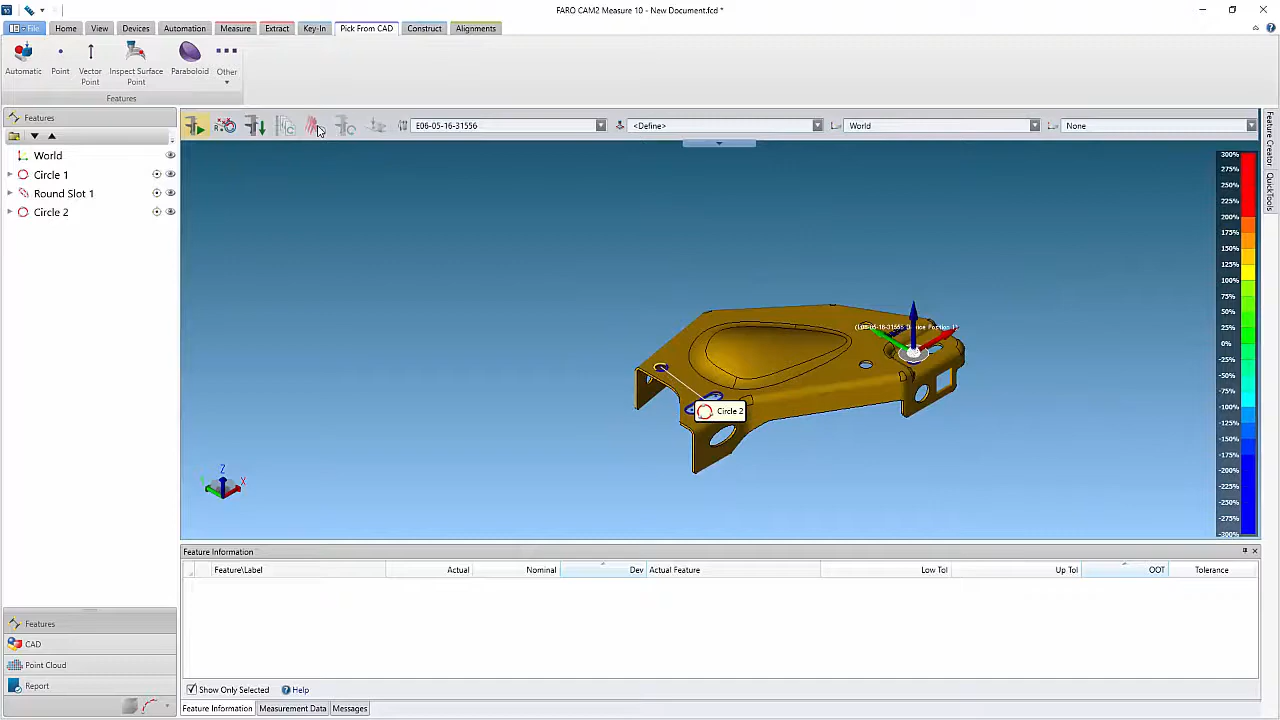 FARO CAM2 Measure 10 - New Document.fcd *
File Home View Devices Automation Measure Extract Key-In Pick From CAD Construct Alignments
Automatic Point Vector Point Inspect Surface Point Paraboloid Other
Features
Features
E06-05-16-31556 <Define> World None
World
Circle 1
Round Slot 1
Circle 2
Feature Creator
QuickTools
300%
275%
250%
225%
200%
175%
150%
125%
100%
75%
50%
25%
0%
-25%
-50%
-75%
-100%
-125%
-150%
-175%
-200%
-225%
-250%
-275%
-300%
Circle 2
Z
X
Feature Information
Feature\Label Actual Nominal Dev Actual Feature Low Tol Up Tol OOT Tolerance
Features
CAD
Point Cloud
Report
Show Only Selected Help
Feature Information Measurement Data Messages